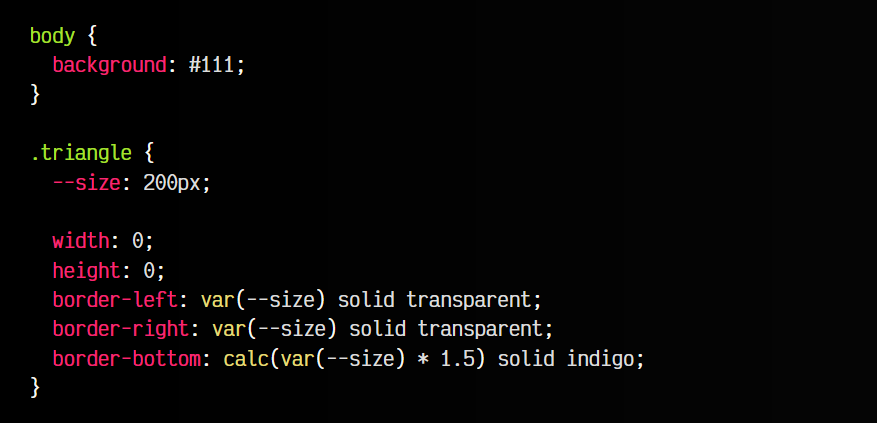 body {
  background: #111;
}

.triangle {
  --size: 200px;

  width: 0;
  height: 0;
  border-left: var(--size) solid transparent;
  border-right: var(--size) solid transparent;
  border-bottom: calc(var(--size) * 1.5) solid indigo;
}